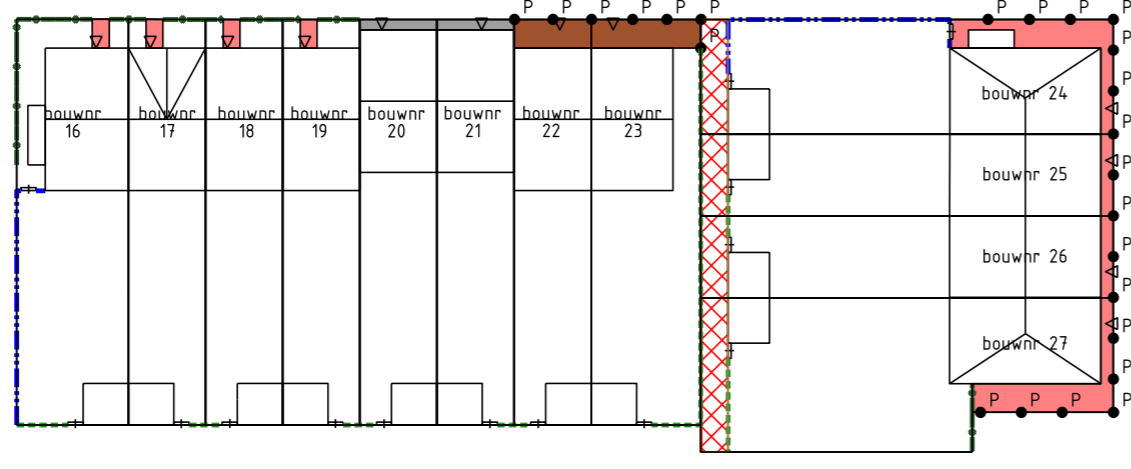 P P P P P P P P P P
P
P
bouwnr 16
bouwnr 17
bouwnr 18
bouwnr 19
bouwnr 20
bouwnr 21
bouwnr 22
bouwnr 23
bouwnr 24
P
P
bouwnr 25
P
P
bouwnr 26
P
P
bouwnr 27
P
P
P P P P